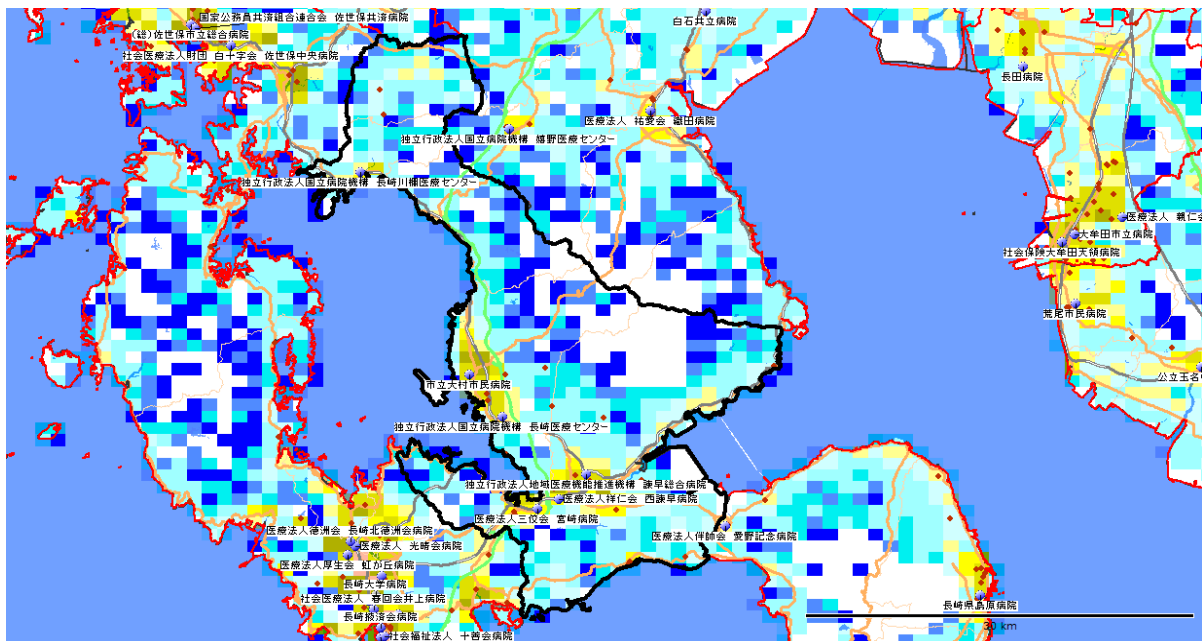 国家公務員共済組合連合会 佐世保共済病院
(総)佐世保市立総合病院
社会医療法人財団 白十字会 佐世保中央病院
白石共立病院
長田病院
医療法人 祐愛会 織田病院
独立行政法人国立病院機構 嬉野医療センター
独立行政法人国立病院機構 長崎川棚医療センター
医療法人 親仁会
大牟田市立病院
社会保険大牟田天領病院
荒尾市民病院
公立玉名
市立大村市民病院
独立行政法人国立病院機構 長崎医療センター
独立行政法人地域医療機能推進機構 諫早総合病院
医療法人祥仁会 西諫早病院
医療法人三佼会 宮崎病院
医療法人伴帥会 愛野記念病院
医療法人徳洲会 長崎北徳洲会病院
医療法人 光晴会病院
医療法人厚生会 虹が丘病院
長崎大学病院
社会医療法人 春回会井上病院
長崎掖済会病院
社会福祉法人 十善会病院
長崎県島原病院
30 km